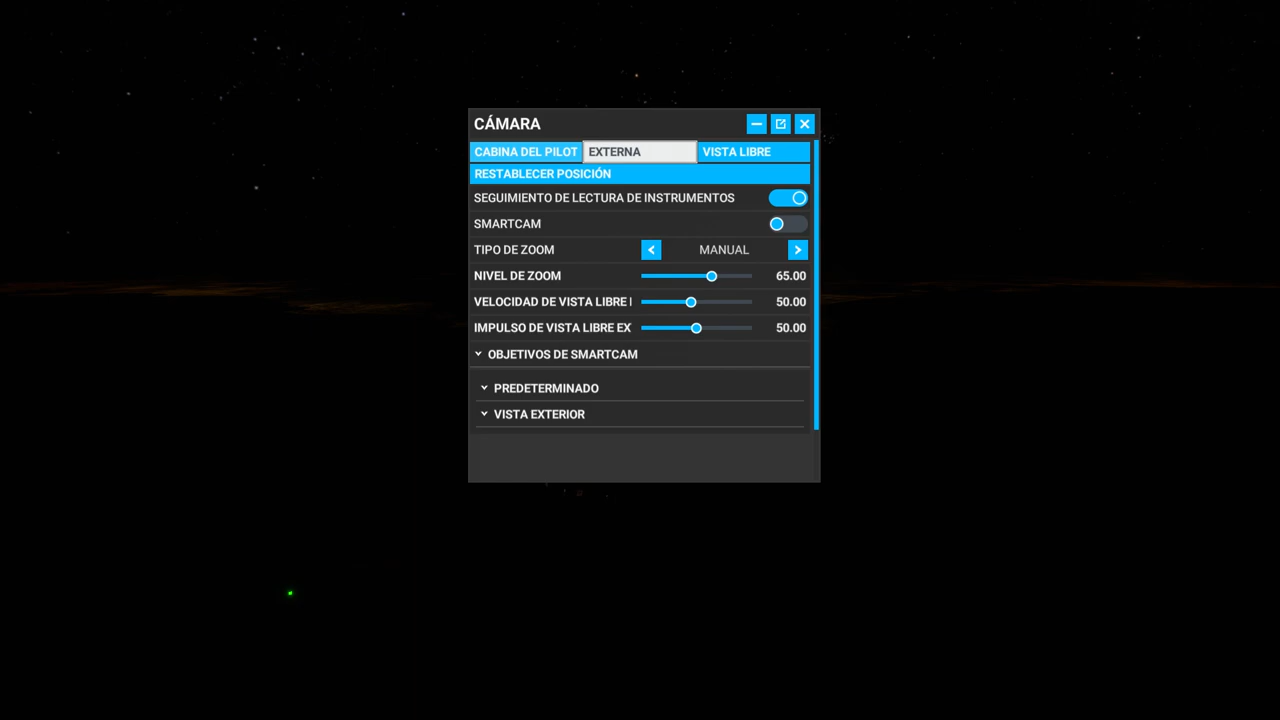 CÁMARA
CABINA DEL PILOT EXTERNA VISTA LIBRE
RESTABLECER POSICIÓN
SEGUIMIENTO DE LECTURA DE INSTRUMENTOS
SMARTCAM
TIPO DE ZOOM MANUAL
NIVEL DE ZOOM 65.00
VELOCIDAD DE VISTA LIBRE 50.00
IMPULSO DE VISTA LIBRE EX 50.00
OBJETIVOS DE SMARTCAM
PREDETERMINADO
VISTA EXTERIOR